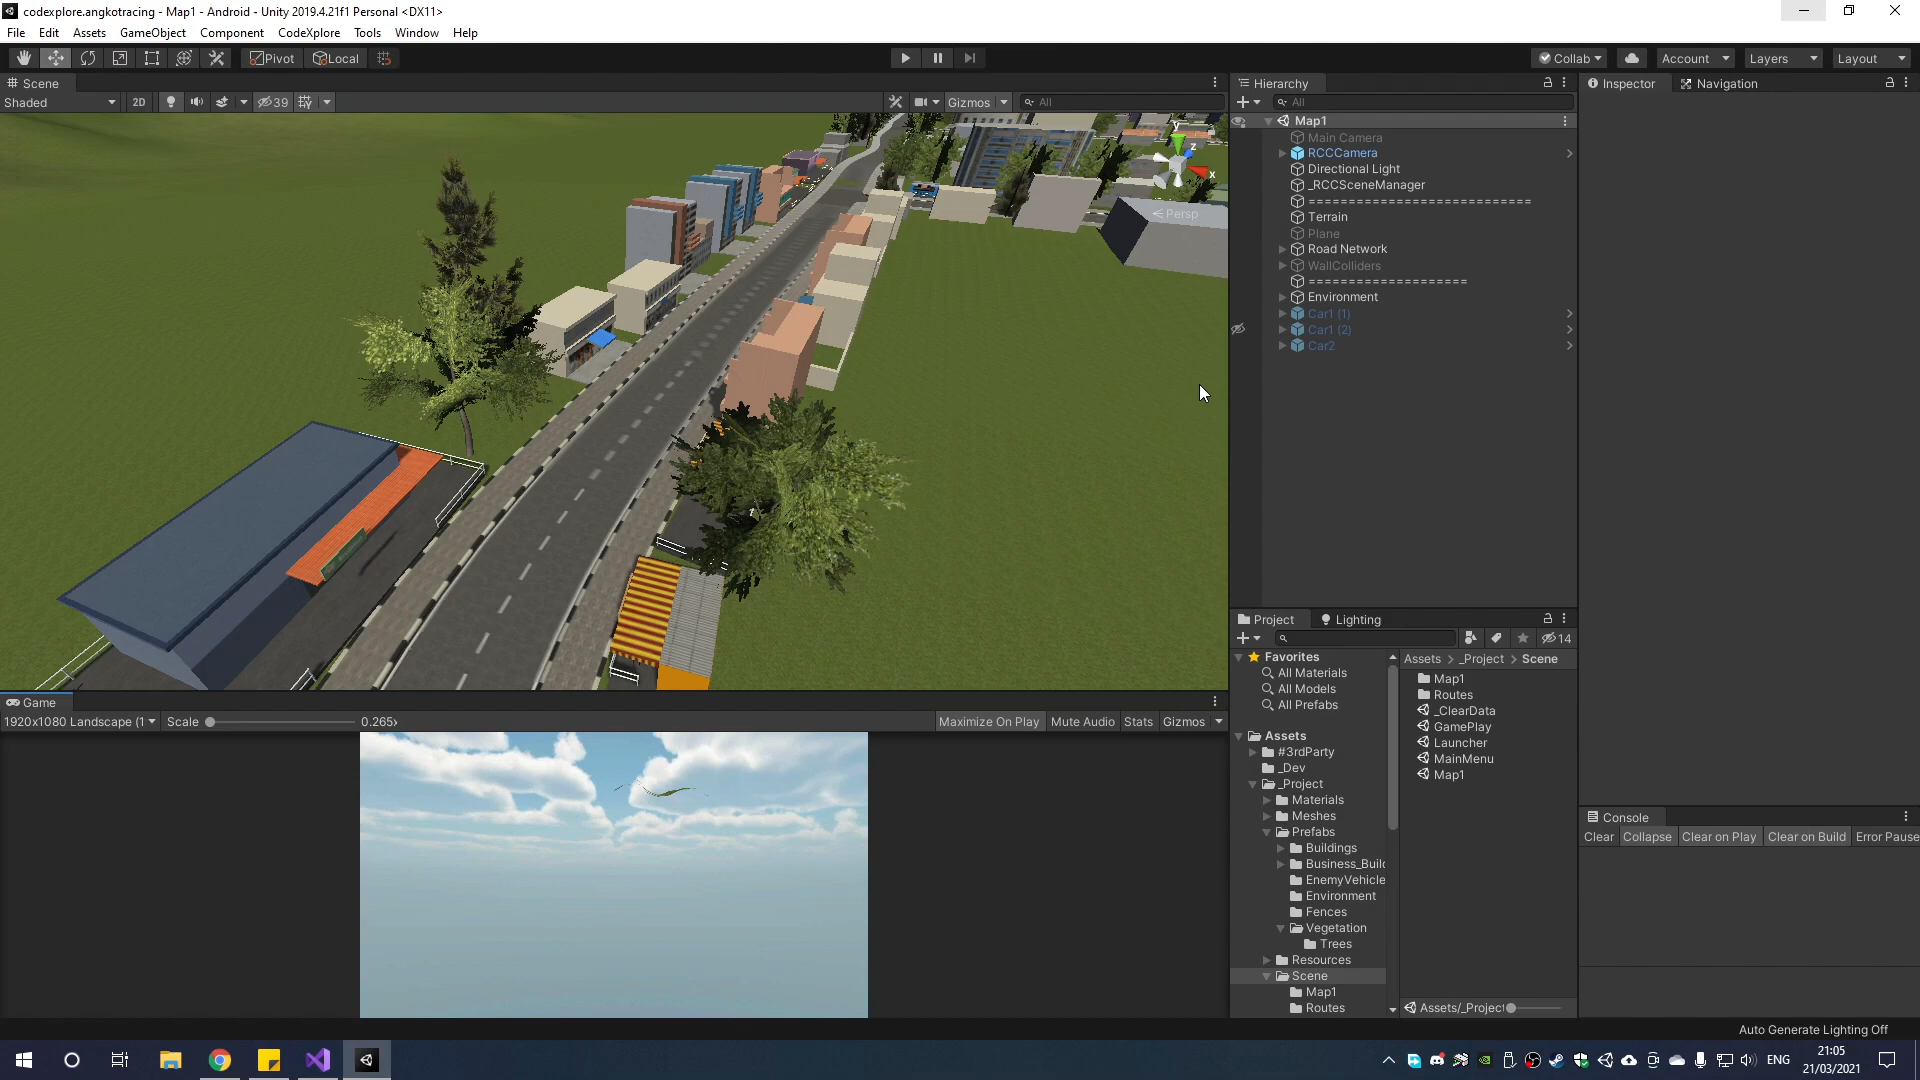 codexplore.angkotracing - Map1 - Android - Unity 2019.4.21f1 Personal <DX11>
File Edit Assets GameObject Component CodeXplore Tools Window Help
Pivot Local Collab Account Layers Layout
Scene
Shaded 2D 39 Gizmos All
y
z
x
Persp
Game
1920x1080 Landscape (1 Scale 0.265x Maximize On Play Mute Audio Stats Gizmos
Hierarchy
All
Map1
Main Camera
RCCCamera
Directional Light
_RCCSceneManager
============================
Terrain
Plane
Road Network
WallColliders
====================
Environment
Car1 (1)
Car1 (2)
Car2
Project Lighting
14
Favorites
All Materials
All Models
All Prefabs
Assets
#3rdParty
_Dev
_Project
Materials
Meshes
Prefabs
Buildings
Business_Build
EnemyVehicle
Environment
Fences
Vegetation
Trees
Resources
Scene
Map1
Routes
Assets > _Project > Scene
Map1
Routes
_ClearData
GamePlay
Launcher
MainMenu
Map1
Assets/_Project
Inspector Navigation
Console
Clear Collapse Clear on Play Clear on Build Error Pause
Auto Generate Lighting Off
ENG
21:05
21/03/2021